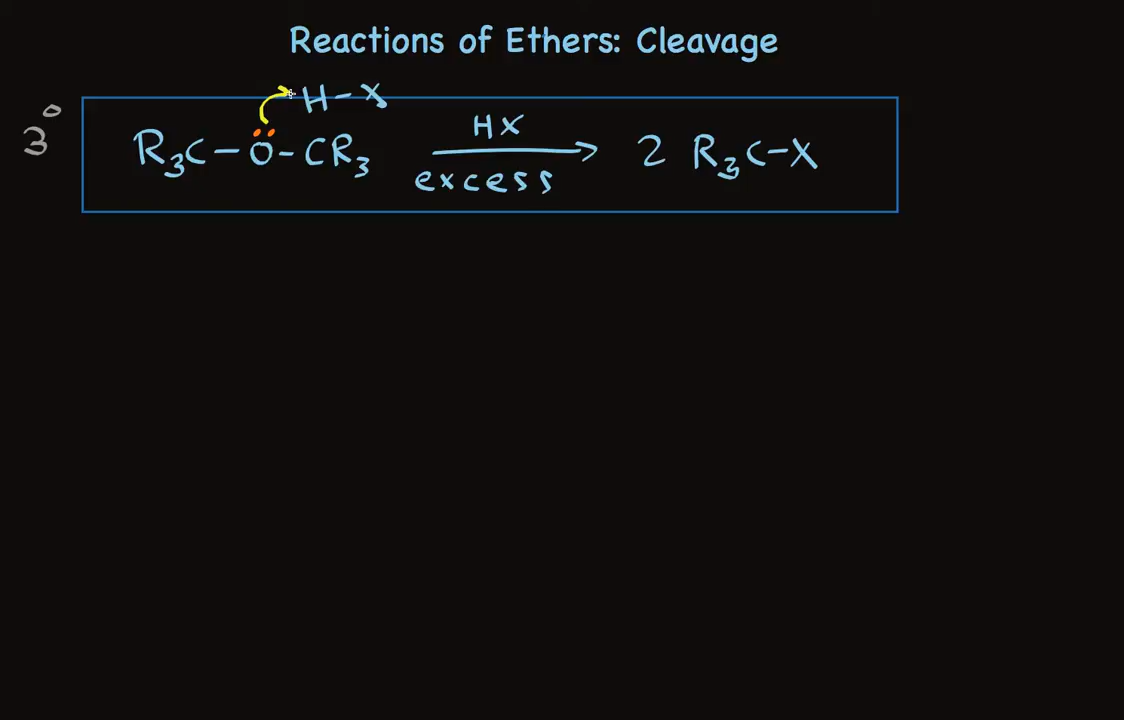 Reactions of Ethers: Cleavage
H-X
3° R₃C-Ö-CR₃ HX excess → 2 R₃C-X